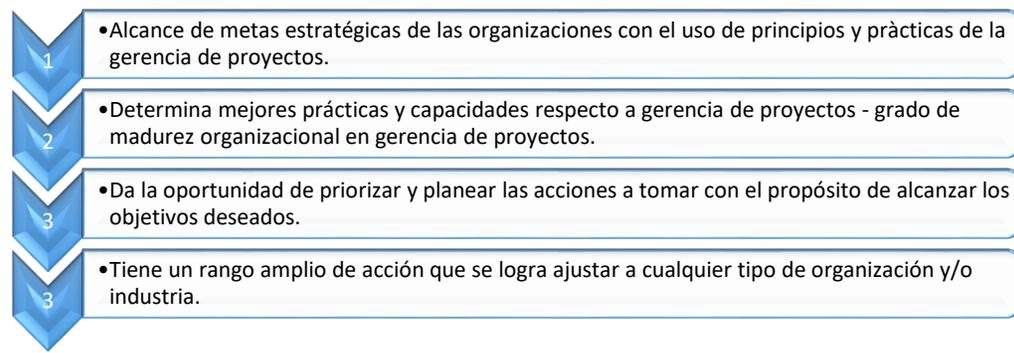 1
•Alcance de metas estratégicas de las organizaciones con el uso de principios y pràcticas de la
gerencia de proyectos.
2
•Determina mejores prácticas y capacidades respecto a gerencia de proyectos - grado de
madurez organizacional en gerencia de proyectos.
3
•Da la oportunidad de priorizar y planear las acciones a tomar con el propósito de alcanzar los
objetivos deseados.
3
•Tiene un rango amplio de acción que se logra ajustar a cualquier tipo de organización y/o
industria.